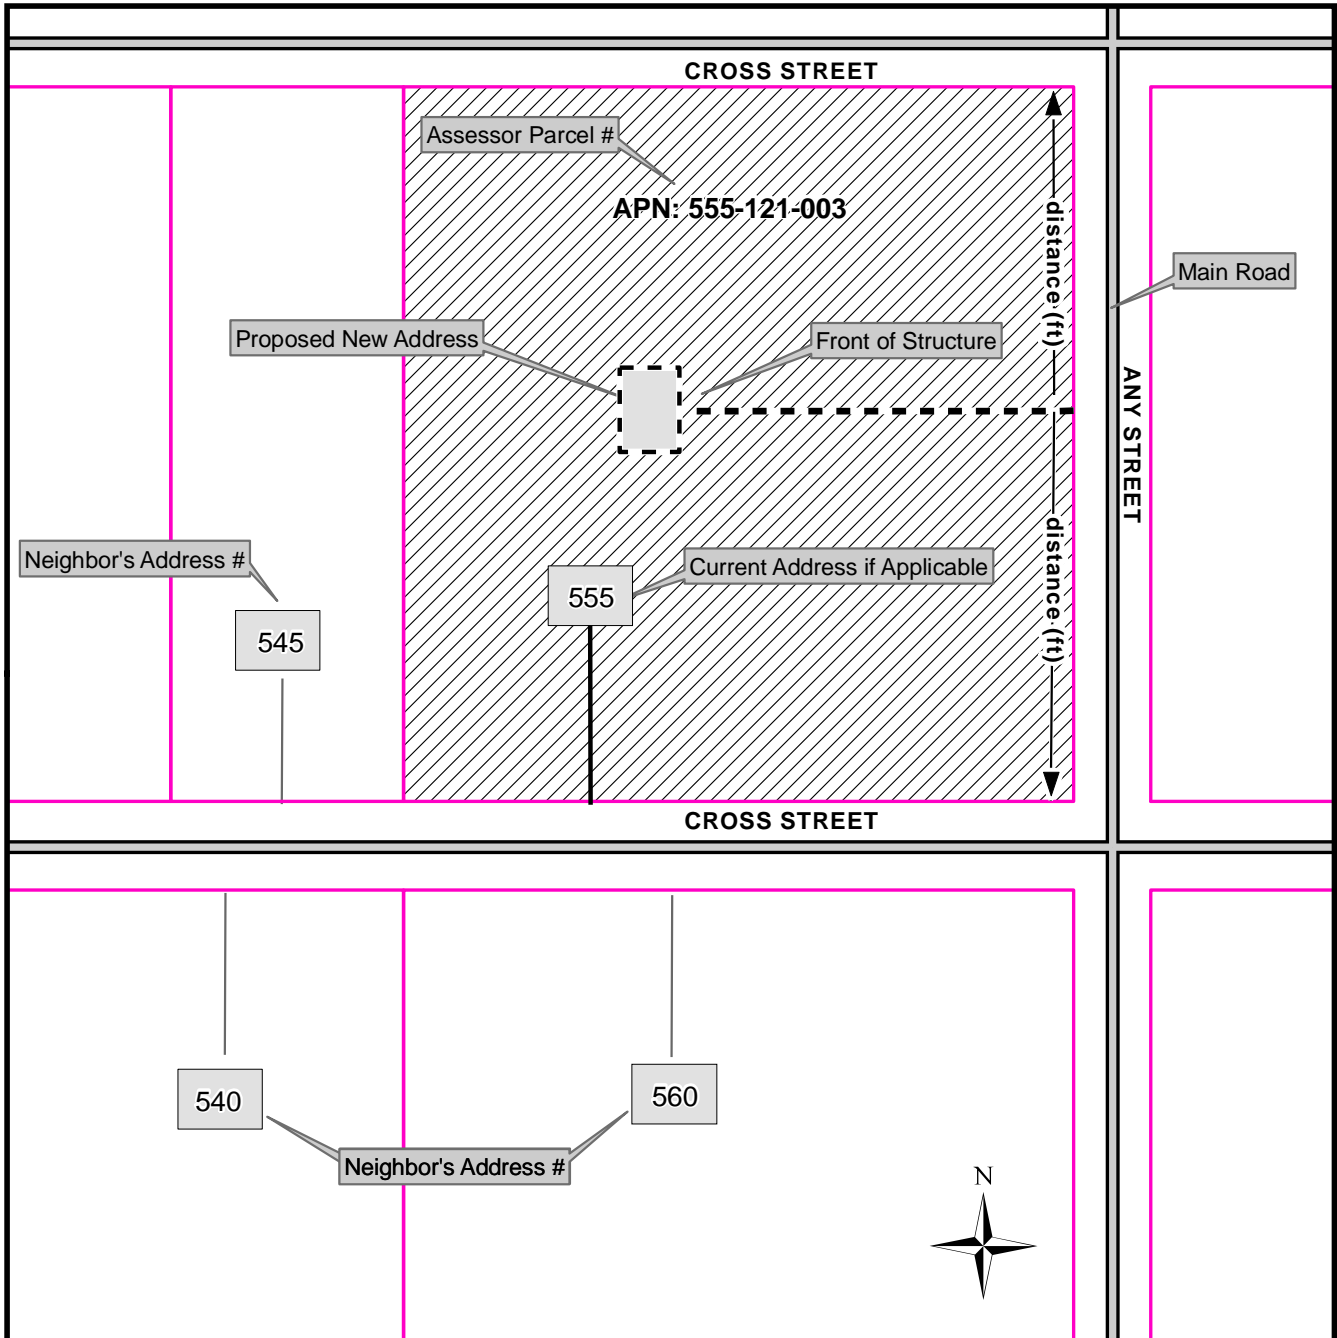 CROSS STREET
Assessor Parcel #
APN: 555-121-003
distance (ft)
Main Road
Proposed New Address
Front of Structure
ANY STREET
Neighbor's Address #
Current Address if Applicable
distance (ft)
555
545
CROSS STREET
540
560
Neighbor's Address #
N